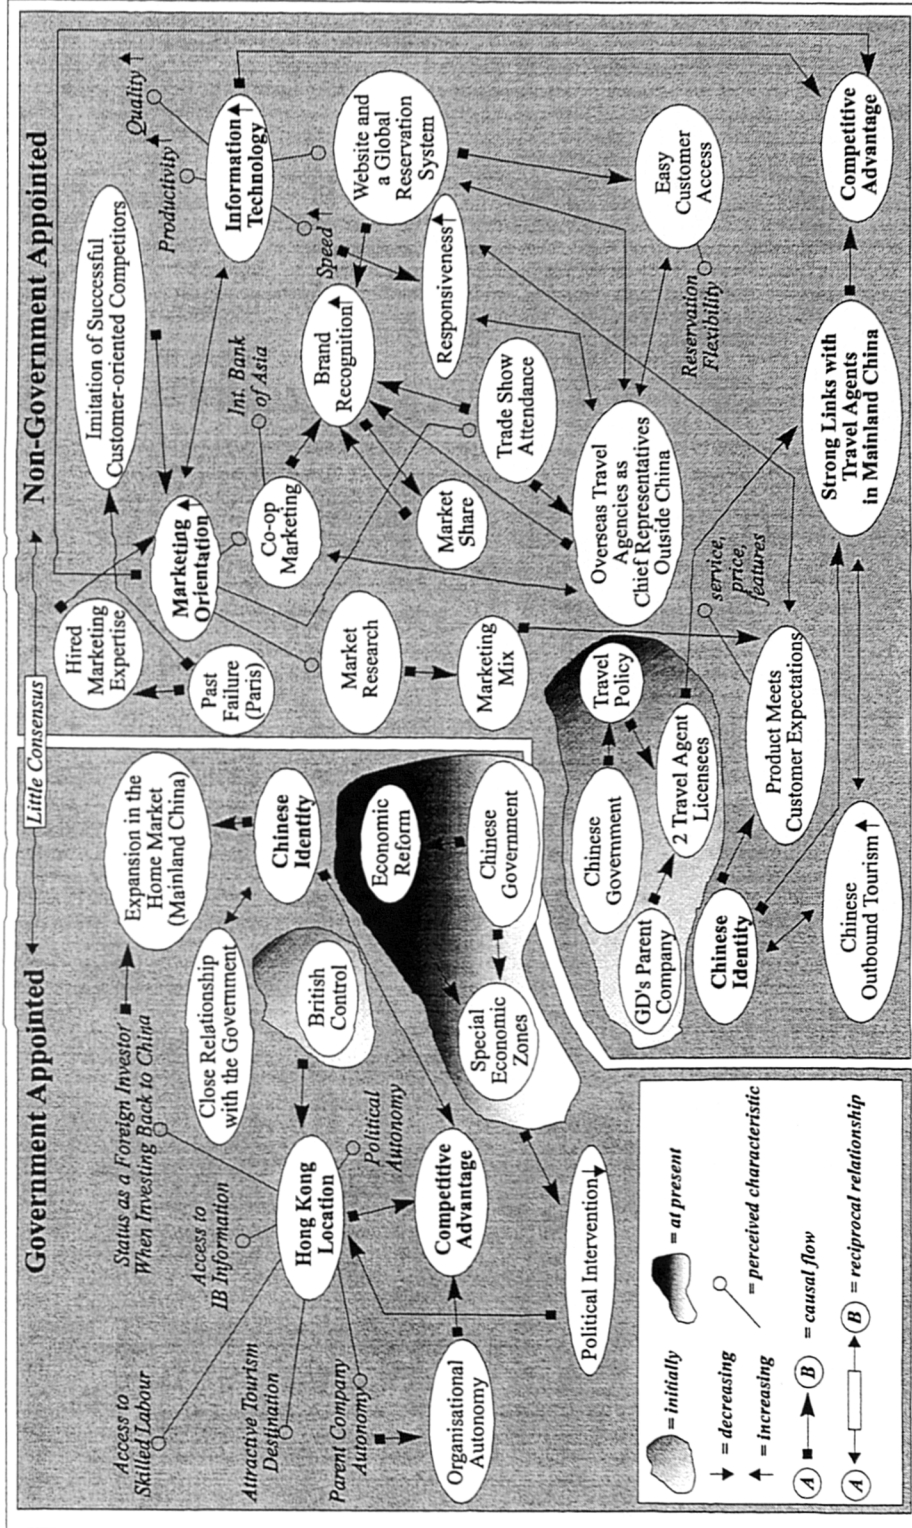 Government Appointed
Little Consensus
Non-Government Appointed
Access to
Skilled Labour
Status as a Foreign Investor
When Investing Back to China
Expansion in the
Home Market
(Mainland China)
Access to
IB Information
Attractive Tourism
Destination
Parent Company
Autonomy
Hong Kong
Location
Close Relationship
with the Government
Chinese
Identity
British
Control
Political
Autonomy
Organisational
Autonomy
Competitive
Advantage
Economic
Reform
Chinese
Government
Special
Economic
Zones
Political Intervention
Hired
Marketing
Expertise
Past
Failure
(Paris)
Imitation of Successful
Customer-oriented Competitors
Marketing
Orientation
Productivity
Quality
Information
Technology
Speed
Website and
a Global
Reservation
System
Int. Bank
of Asia
Co-op
Marketing
Brand
Recognition
Responsiveness
Market
Research
Market
Share
Trade Show
Attendance
Marketing
Mix
Overseas Travel
Agencies as
Chief Representatives
Outside China
Easy
Customer
Access
Reservation
Flexibility
Chinese
Government
Travel
Policy
GD's Parent
Company
2 Travel Agent
Licensees
Chinese
Identity
Product Meets
Customer Expectations
service,
price,
features
Strong Links with
Travel Agents
in Mainland China
Competitive
Advantage
Chinese
Outbound Tourism
= initially
= at present
= decreasing
= increasing
= perceived characteristic
A B = causal flow
A B = reciprocal relationship